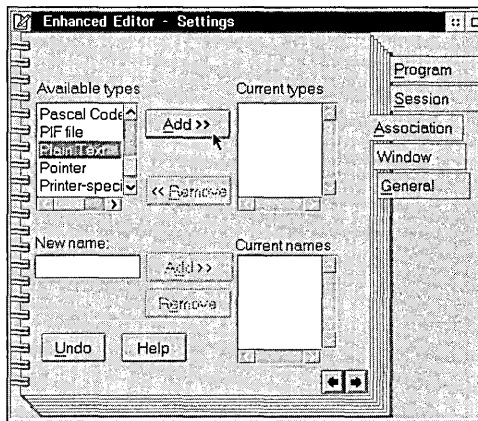 Enhanced Editor - Settings
Available types
Pascal Code
PIF file
Plain Text
Pointer
Printer-speci
Add >>
<< Remove
Current types
Program
Session
Association
Window
General
New name:
Add >>
Remove
Current names
Undo
Help